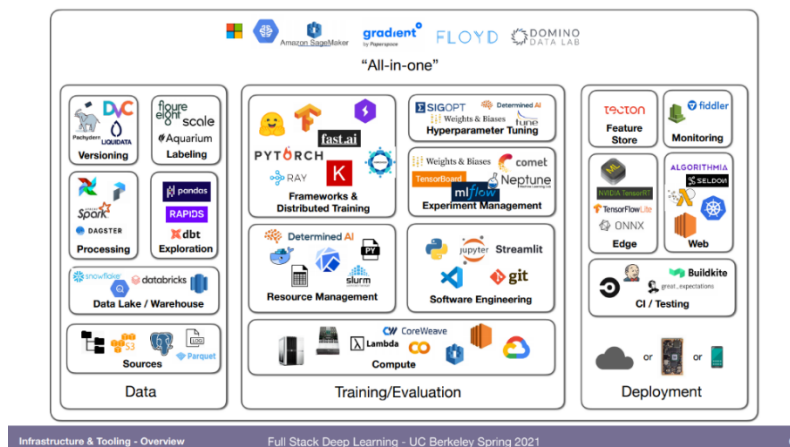 Amazon SageMaker
gradient
by Paperspace
FLOYD
DOMINO
DATA LAB
"All-in-one"
DVC
Pachyderm
LIQUIDATA
Versioning
figure
eight
scale
Aquarium
Labeling
Spark
DAGSTER
Processing
pandas
RAPIDS
dbt
Exploration
snowflake
databricks
Data Lake / Warehouse
S3
LOG
Parquet
Sources
Data
fast.ai
PYTORCH
RAY
K
Frameworks &
Distributed Training
SIGOPT
Determined AI
Weights & Biases
tune
Hyperparameter Tuning
Weights & Biases
comet
TensorBoard
Neptune
mlflow
Experiment Management
Determined AI
PY
slurm
Resource Management
jupyter
Streamlit
git
Software Engineering
CoreWeave
Lambda
Compute
Training/Evaluation
TECTON
Feature
Store
fiddler
Monitoring
ML
NVIDIA TensorRT
TensorFlowLite
ONNX
Edge
ALGORITHMIA
SELDON
Web
Buildkite
great_expectations
CI / Testing
or
or
Deployment
Infrastructure & Tooling - Overview
Full Stack Deep Learning - UC Berkeley Spring 2021